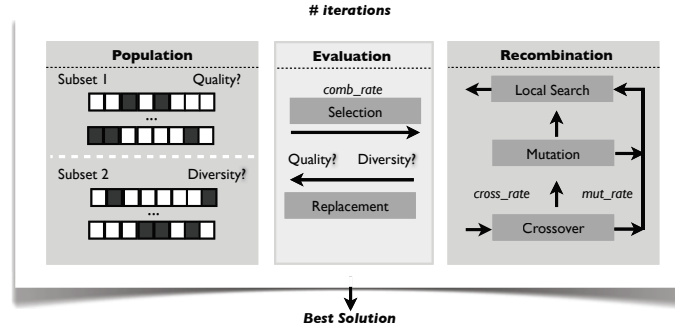 # iterations
Population
Subset 1 Quality?
...
...
Subset 2 Diversity?
...
Evaluation
comb_rate
Selection
Quality? Diversity?
Replacement
Recombination
Local Search
Mutation
cross_rate mut_rate
Crossover
Best Solution